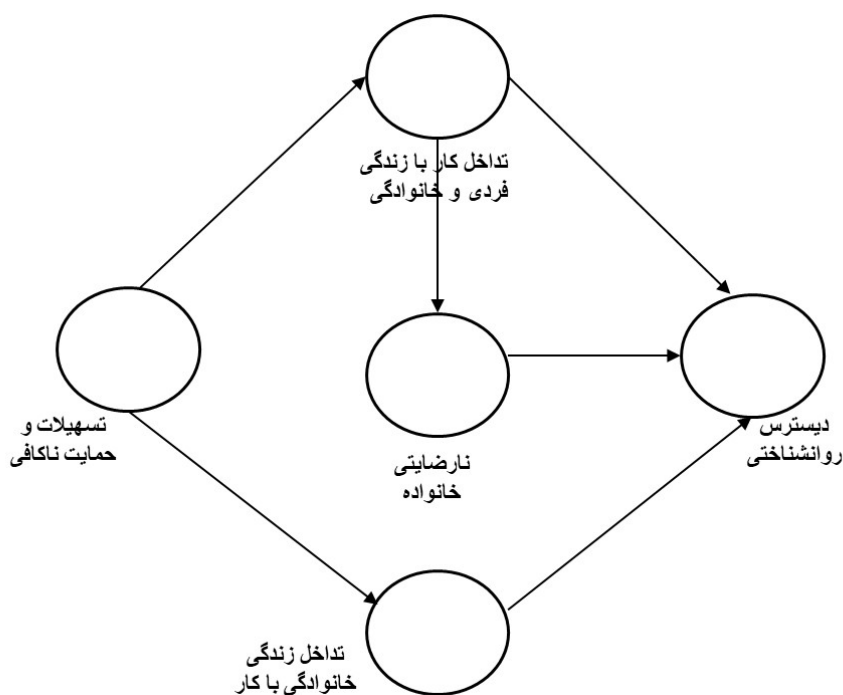 تداخل کار با زندگی
فردی و خانوادگی
تسهیلات و
حمایت ناکافی
نارضایتی
خانواده
دیسترس
روانشناختی
تداخل زندگی
خانوادگی با کار